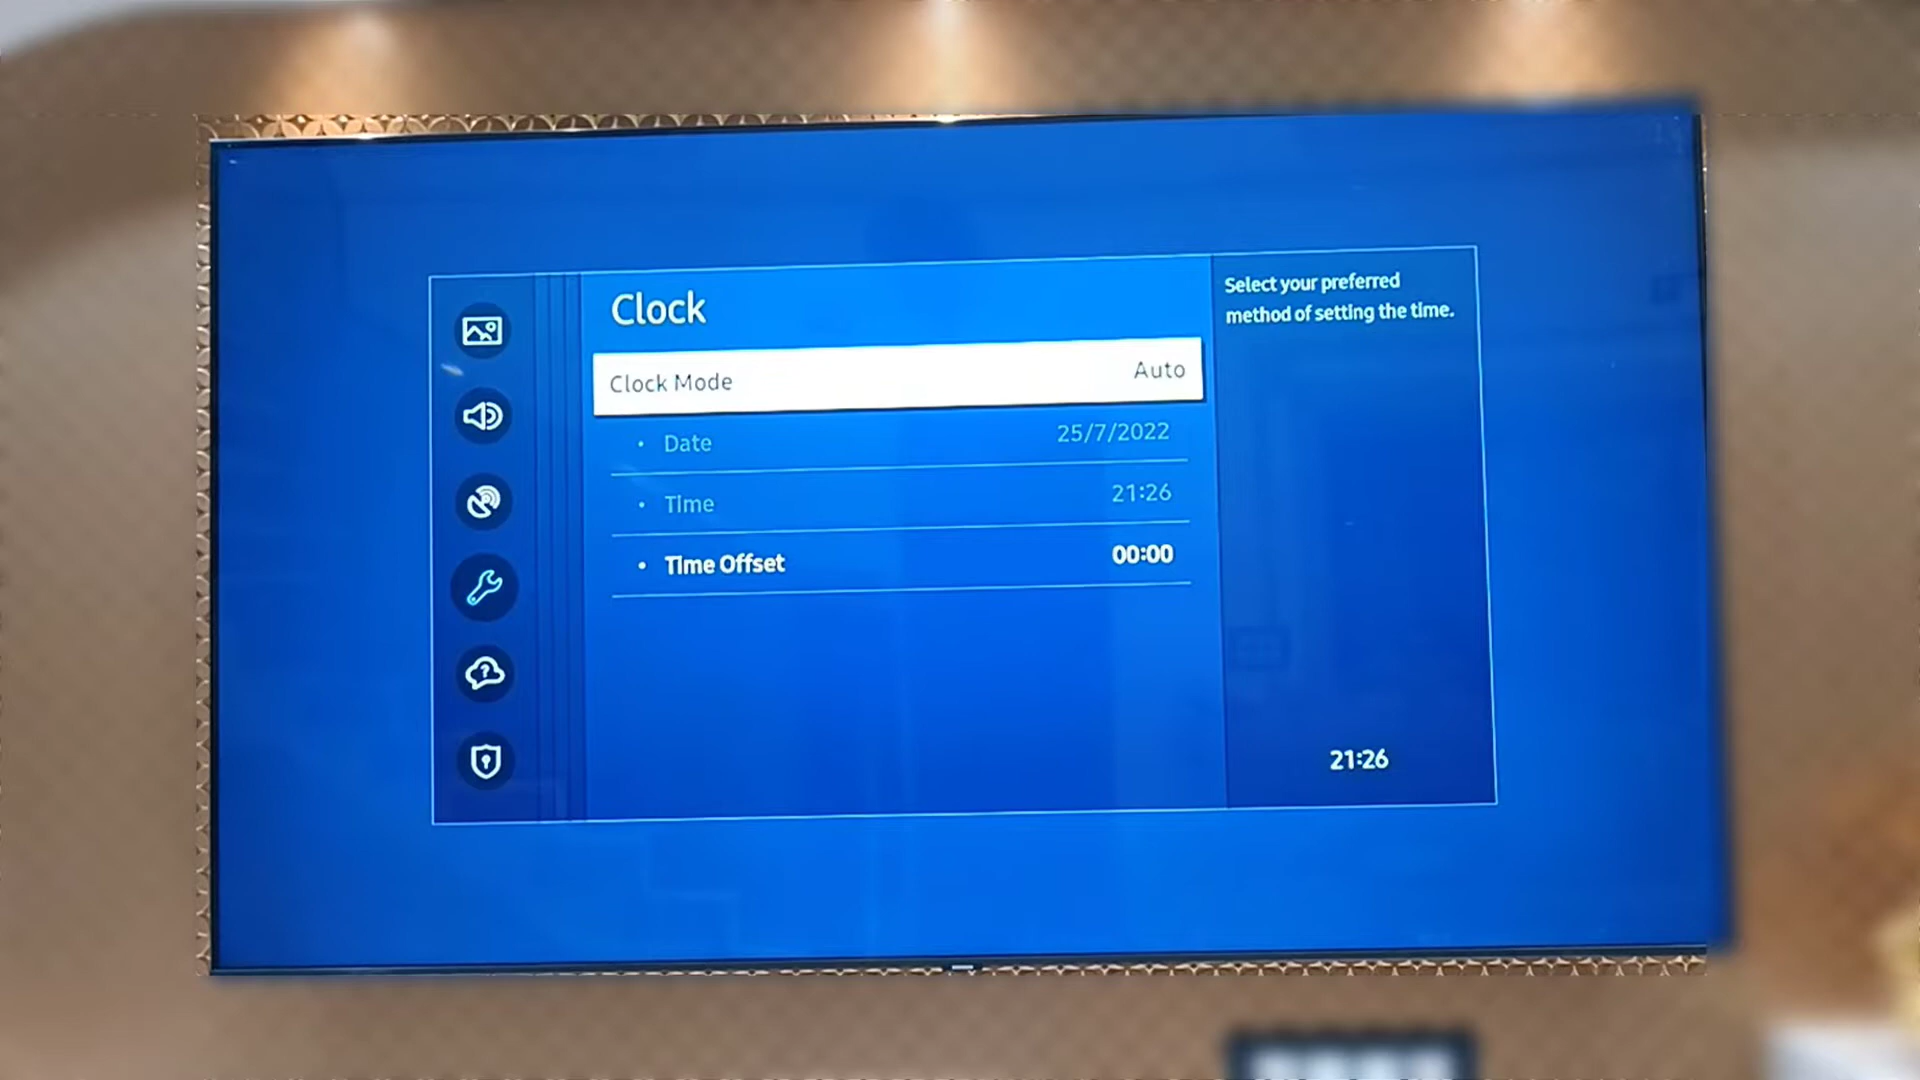 Clock
Clock Mode Auto
• Date 25/7/2022
• Time 21:26
• Time Offset 00:00
Select your preferred
method of setting the time.
21:26